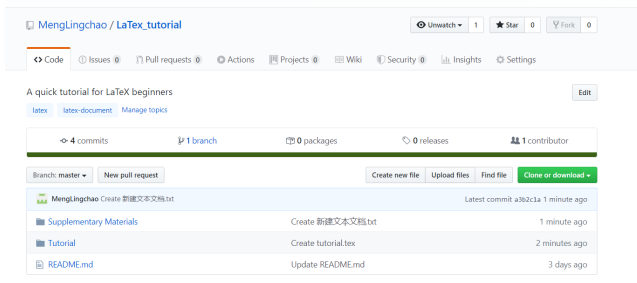 MengLingchao / LaTex_tutorial
Unwatch 1 Star 0 Fork 0
Code Issues 0 Pull requests 0 Actions Projects 0 Wiki Security 0 Insights Settings
A quick tutorial for LaTeX beginners
Edit
latex latex-document Manage topics
4 commits 1 branch 0 packages 0 releases 1 contributor
Branch: master New pull request Create new file Upload files Find file Clone or download
MengLingchao Create 新建文本文档.txt Latest commit a3b2c1a 1 minute ago
Supplementary Materials Create 新建文本文档.txt 1 minute ago
Tutorial Create tutorial.tex 2 minutes ago
README.md Update README.md 3 days ago